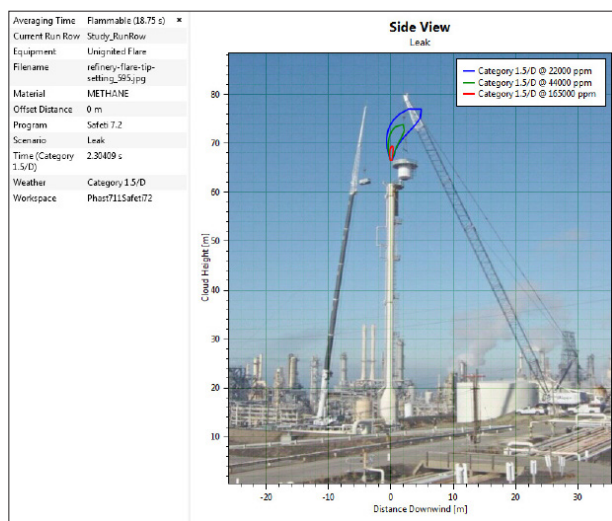 Averaging Time Flammable (18.75 s)
Current Run Row Study_RunRow
Equipment Unignited Flare
Filename refinery-flare-tip-
setting_595.jpg
Material METHANE
Offset Distance 0 m
Program Safeti 7.2
Scenario Leak
Time (Category
1.5/D) 2.30409 s
Weather Category 1.5/D
Workspace Phast711Safeti72
Side View
Leak
Category 1.5/D @ 22000 ppm
Category 1.5/D @ 44000 ppm
Category 1.5/D @ 165000 ppm
Cloud Height [m]
80
70
60
50
40
30
20
10
-20 -10 0 10 20 30
Distance Downwind [m]